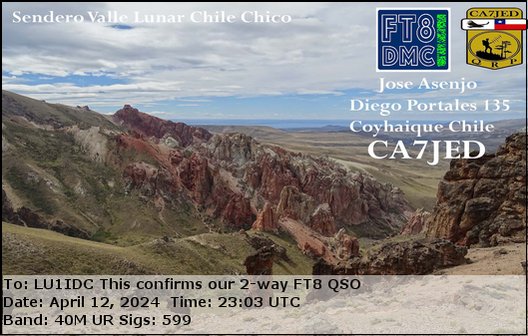 Sendero Valle Lunar Chile Chico
FT8
DMC
CA7JED
QRP
Jose Asenjo
Diego Portales 135
Coyhaique Chile
CA7JED
To: LU1IDC This confirms our 2-way FT8 QSO
Date: April 12, 2024 Time: 23:03 UTC
Band: 40M UR Sigs: 599